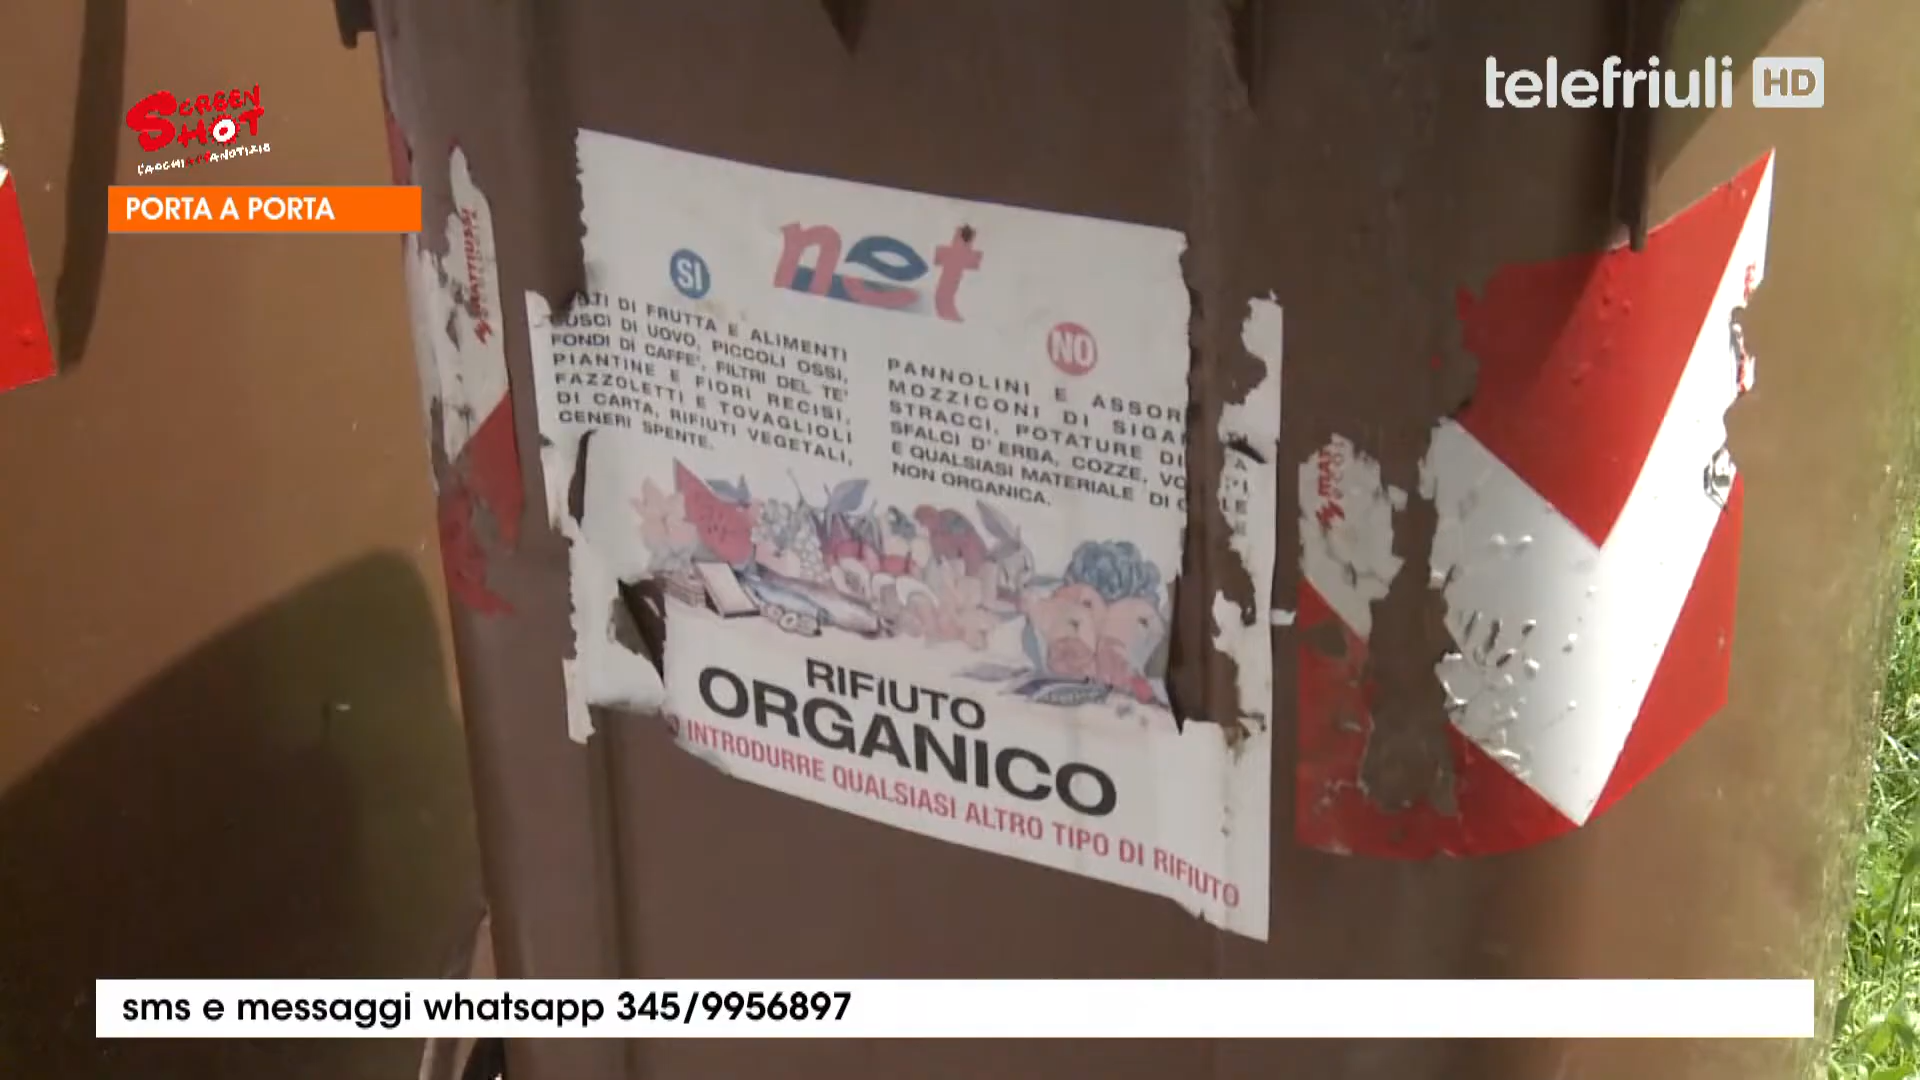 telefriuli HD
SCREEN
SHOT
PORTA A PORTA
net
SI
DI FRUTTA E ALIMENTI
GUSCI DI UOVO, PICCOLI OSSI,
FONDI DI CAFFE', FILTRI DEL TE'
PIANTINE E FIORI RECISI,
FAZZOLETTI E TOVAGLIOLI
DI CARTA, RIFIUTI VEGETALI,
CENERI SPENTE.
NO
PANNOLINI E ASSOR
MOZZICONI DI SIGA
STRACCI, POTATURE DI
SFALCI D'ERBA, COZZE, VO
E QUALSIASI MATERIALE DI
NON ORGANICA.
RIFIUTO
ORGANICO
INTRODURRE QUALSIASI ALTRO TIPO DI RIFIUTO
MATTIUSSI
sms e messaggi whatsapp 345/9956897